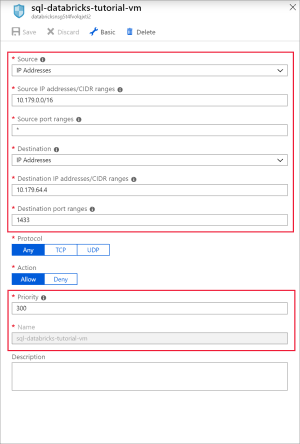 sql-databricks-tutorial-vm
Save
Discard
Basic
Delete
* Source
IP Addresses
* Source IP addresses/CIDR ranges
10.179.0.0/16
* Source port ranges
*
* Destination
IP Addresses
* Destination IP addresses/CIDR ranges
10.179.64.4
* Destination port ranges
1433
* Protocol
Any TCP UDP
* Action
Allow Deny
* Priority
300
* Name
sql-databricks-tutorial-vm
Description